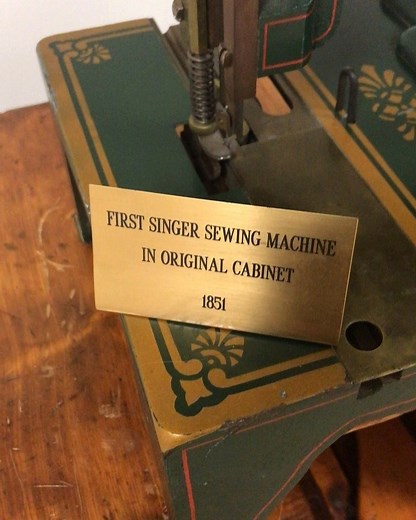 FIRST SINGER SEWING MACHINE
IN ORIGINAL CABINET
1851